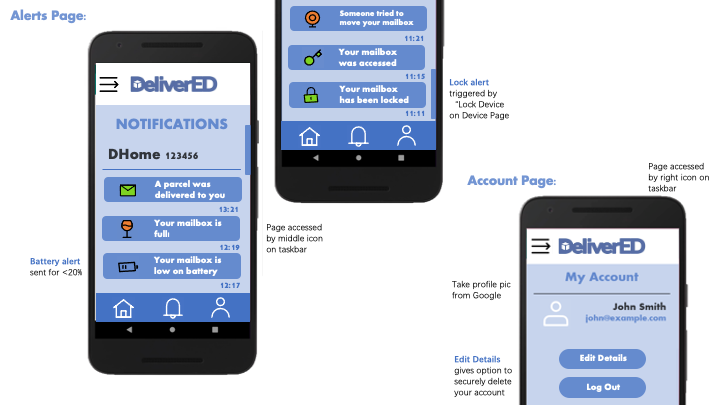 Alerts Page:
DeliverED
NOTIFICATIONS
DHome 123456
A parcel was
delivered to you
13:21
Your mailbox is
full!
12:19
Your mailbox is
low on battery
12:17
Battery alert
sent for <20%
Page accessed
by middle icon
on taskbar
Someone tried to
move your mailbox
11:21
Your mailbox
was accessed
11:15
Your mailbox
has been locked
11:11
Lock alert
triggered by
"Lock Device
on Device Page
Account Page:
Page accessed
by right icon on
taskbar
DeliverED
My Account
John Smith
john@example.com
Edit Details
Log Out
Take profile pic
from Google
Edit Details
gives option to
securely delete
your account